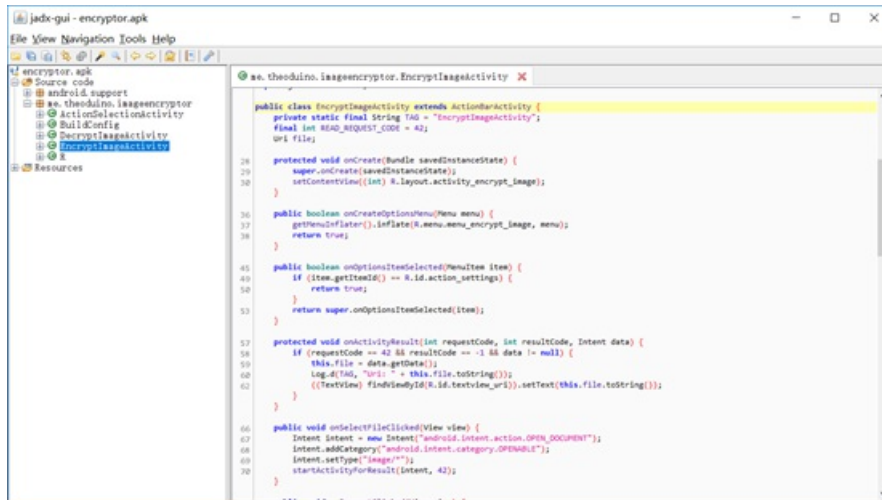 jadx-gui - encryptor.apk
File View Navigation Tools Help
encryptor.apk
Source code
android.support
me.theoduino.imageencryptor
ActionSelectionActivity
BuildConfig
DecryptImageActivity
EncryptImageActivity
R
Resources
me.theoduino.imageencryptor.EncryptImageActivity
public class EncryptImageActivity extends ActionBarActivity {
private static final String TAG = "EncryptImageActivity";
final int READ_REQUEST_CODE = 42;
Uri file;
28 protected void onCreate(Bundle savedInstanceState) {
29 super.onCreate(savedInstanceState);
30 setContentView((int) R.layout.activity_encrypt_image);
}
36 public boolean onCreateOptionsMenu(Menu menu) {
37 getMenuInflater().inflate(R.menu.menu_encrypt_image, menu);
38 return true;
}
45 public boolean onOptionsItemSelected(MenuItem item) {
49 if (item.getItemId() == R.id.action_settings) {
50 return true;
}
53 return super.onOptionsItemSelected(item);
}
57 protected void onActivityResult(int requestCode, int resultCode, Intent data) {
58 if (requestCode == 42 && resultCode == -1 && data != null) {
59 this.file = data.getData();
60 Log.d(TAG, "Uri: " + this.file.toString());
62 ((TextView) findViewById(R.id.textview_uri)).setText(this.file.toString());
}
}
66 public void onSelectFileClicked(View view) {
67 Intent intent = new Intent("android.intent.action.OPEN_DOCUMENT");
68 intent.addCategory("android.intent.category.OPENABLE");
69 intent.setType("image/*");
70 startActivityForResult(intent, 42);
}